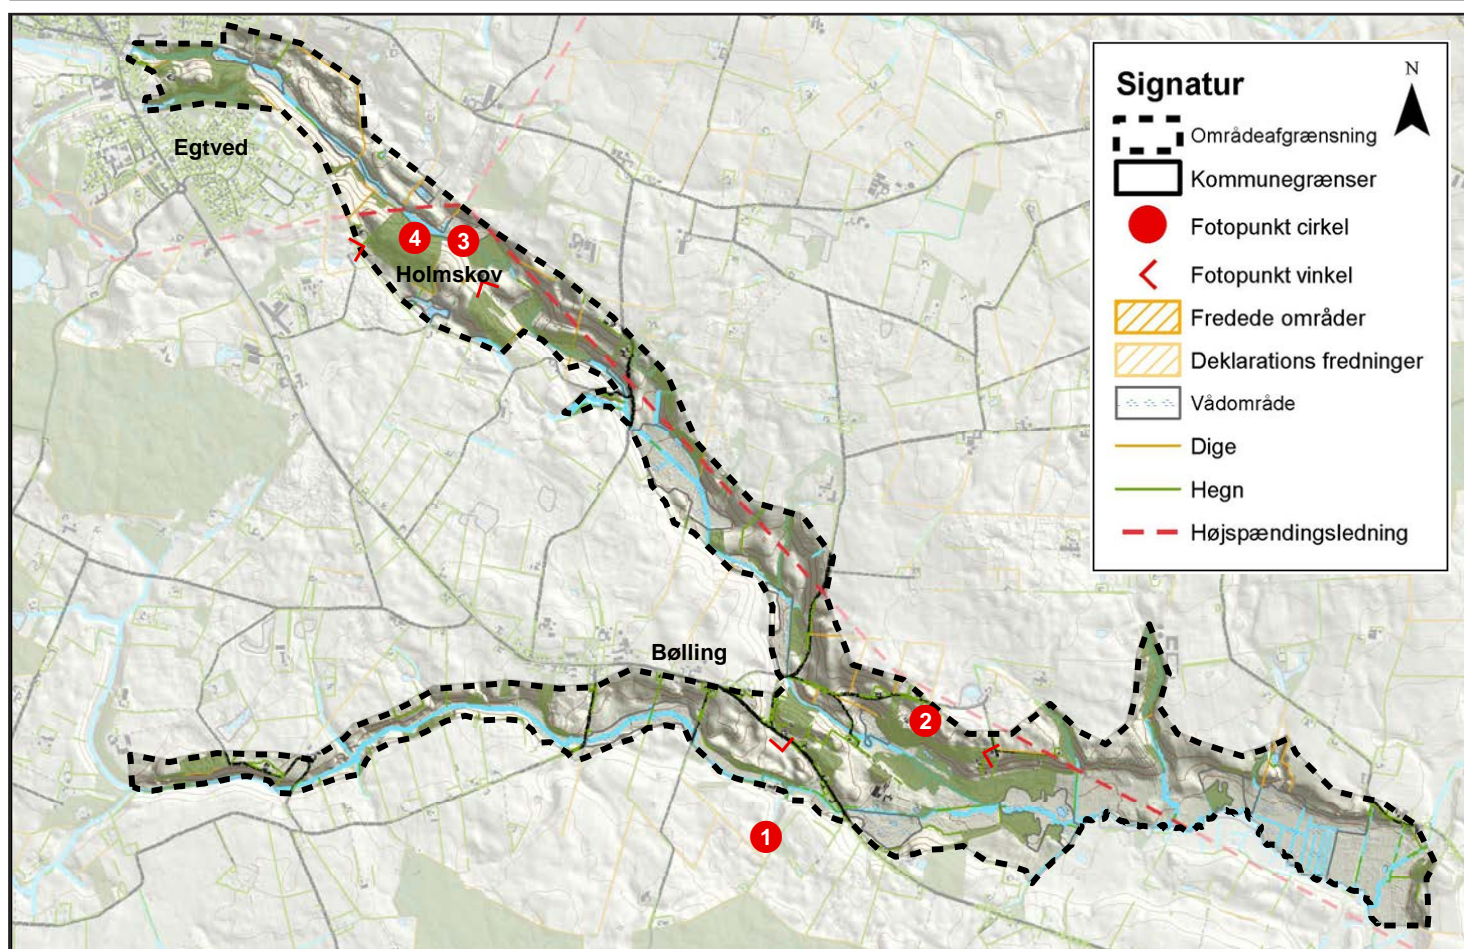 Signatur
N
Områdeafgrænsning
Kommunegrænser
Fotopunkt cirkel
Fotopunkt vinkel
Fredede områder
Deklarations fredninger
Vådområde
Dige
Hegn
Højspændingsledning
Egtved
4
3
Holmskov
Bølling
2
1